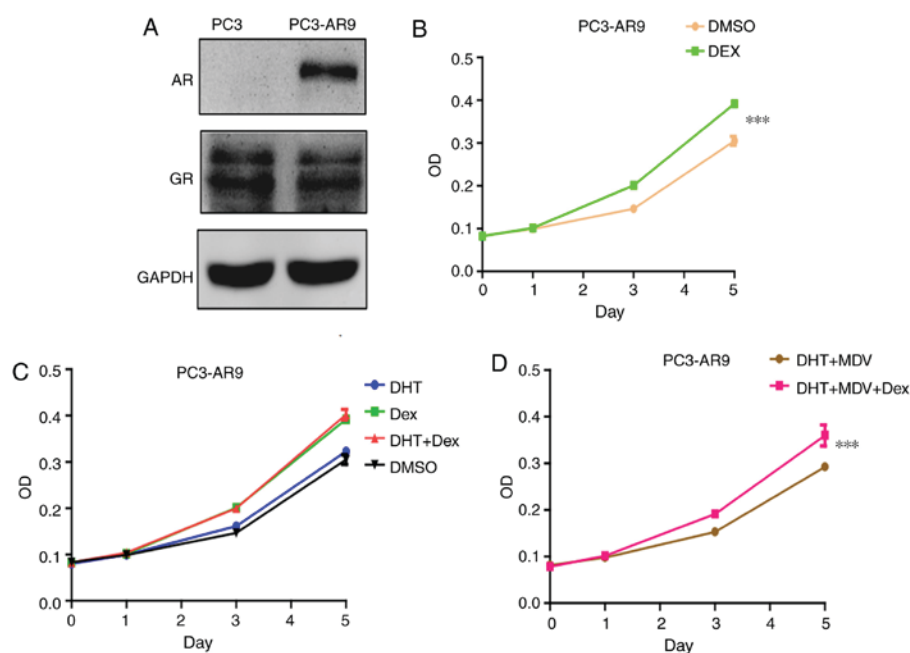 A
PC3 PC3-AR9
AR
GR
GAPDH
B
PC3-AR9
DMSO
DEX
0.4
0.3
0.2
0.1
0.0
OD
***
0 1 2 3 4 5
Day
C
PC3-AR9
DHT
Dex
DHT+Dex
DMSO
0.5
0.4
0.3
0.2
0.1
0.0
OD
0 1 2 3 4 5
Day
D
PC3-AR9
DHT+MDV
DHT+MDV+Dex
0.5
0.4
0.3
0.2
0.1
0.0
OD
***
0 1 2 3 4 5
Day